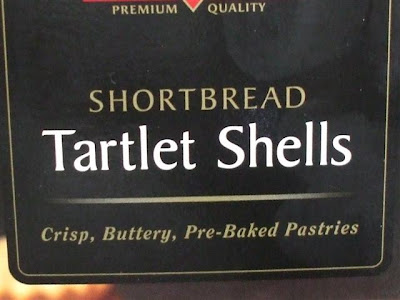 PREMIUM QUALITY
SHORTBREAD
Tartlet Shells
Crisp, Buttery, Pre-Baked Pastries